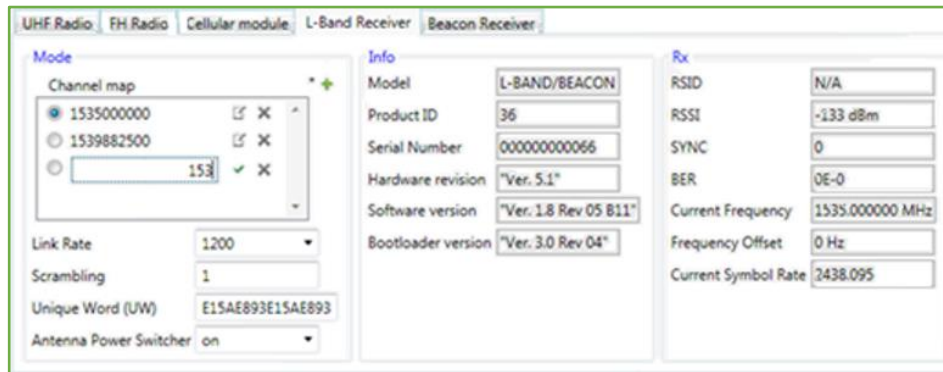 UHF Radio FH Radio Cellular module L-Band Receiver Beacon Receiver
Mode
Channel map * +
1535000000
1539882500
153
Link Rate 1200
Scrambling 1
Unique Word (UW) E15AE893E15AE893
Antenna Power Switcher on
Info
Model L-BAND/BEACON
Product ID 36
Serial Number 000000000066
Hardware revision "Ver. 5.1"
Software version "Ver. 1.8 Rev 05 B11"
Bootloader version "Ver. 3.0 Rev 04"
Rx
RSID N/A
RSSI -133 dBm
SYNC 0
BER 0E-0
Current Frequency 1535.000000 MHz
Frequency Offset 0 Hz
Current Symbol Rate 2438.095